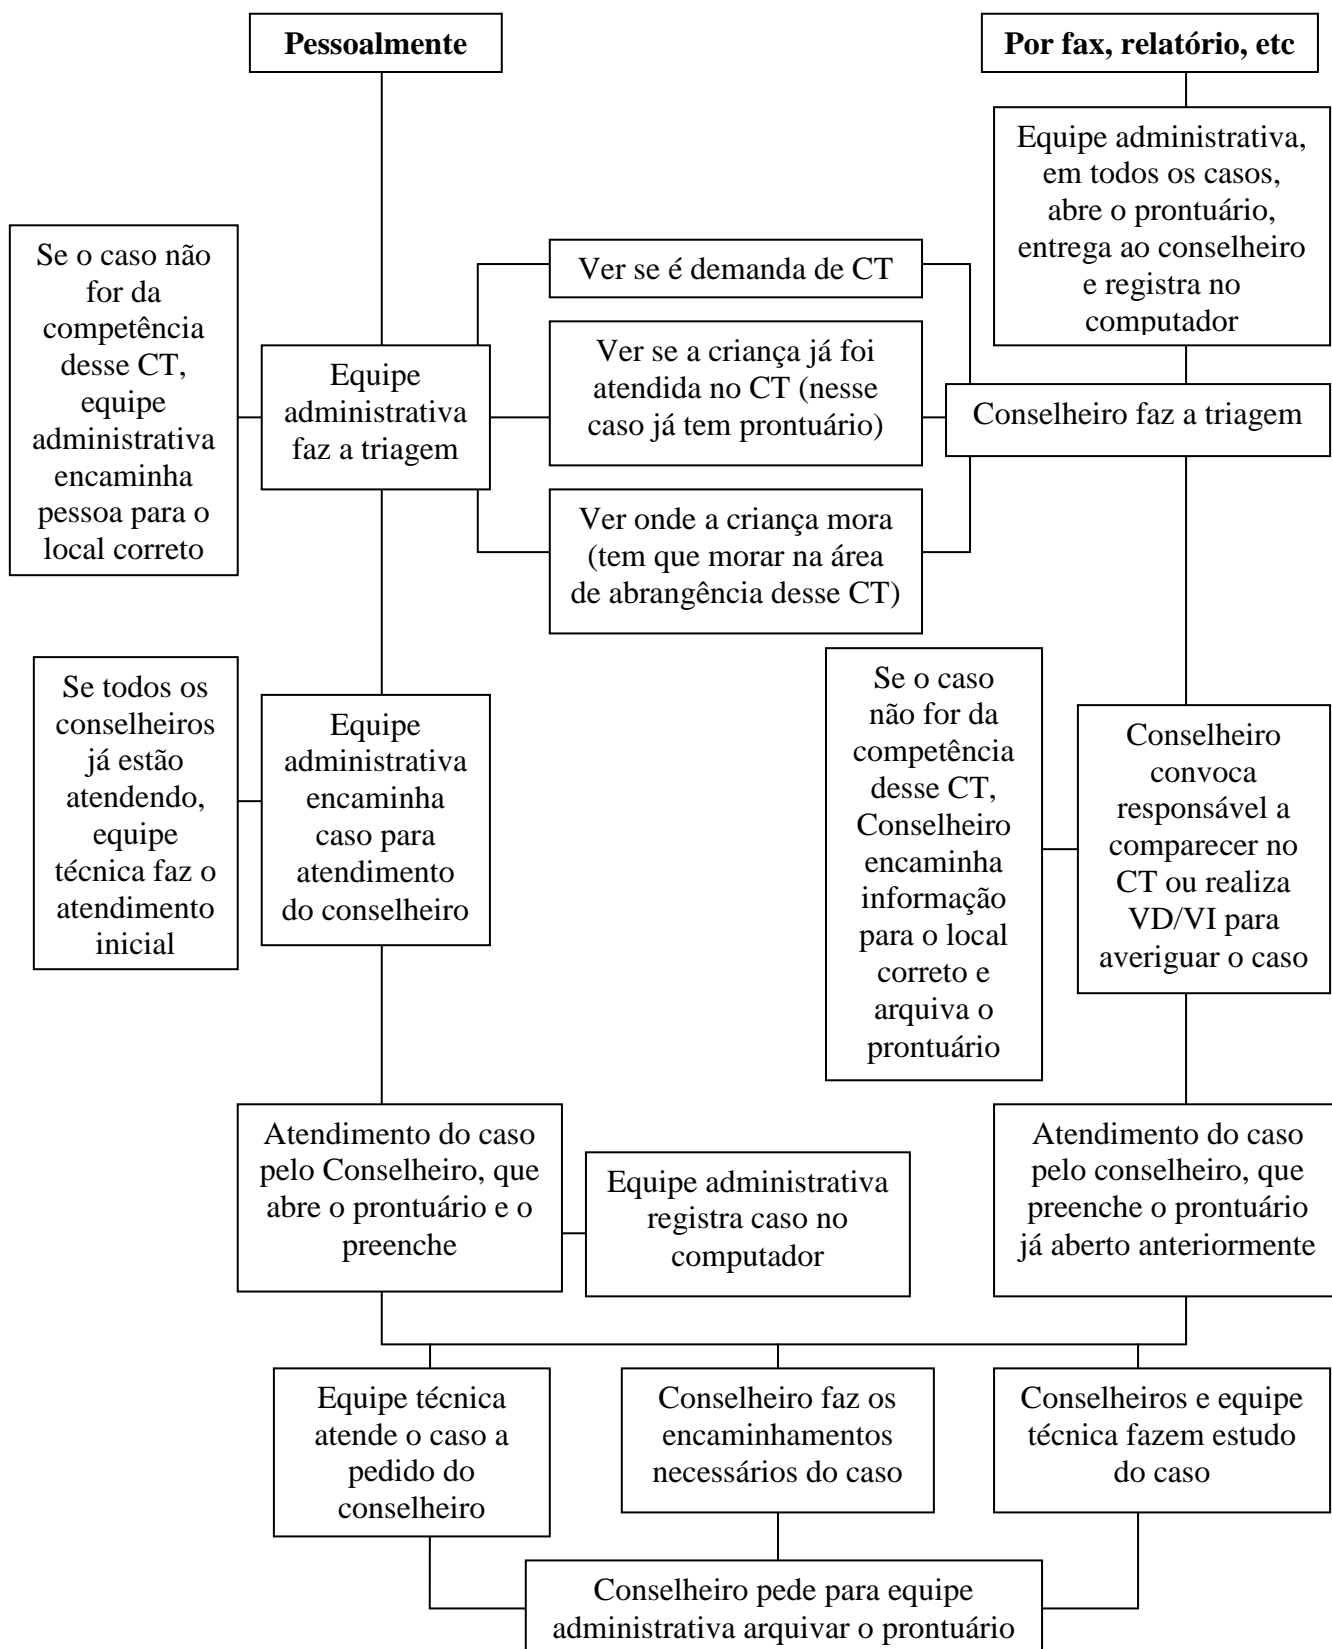 Pessoalmente
Por fax, relatório, etc
Equipe administrativa,
em todos os casos,
abre o prontuário,
entrega ao conselheiro
e registra no
computador
Se o caso não
for da
competência
desse CT,
equipe
administrativa
encaminha
pessoa para o
local correto
Equipe
administrativa
faz a triagem
Ver se é demanda de CT
Ver se a criança já foi
atendida no CT (nesse
caso já tem prontuário)
Ver onde a criança mora
(tem que morar na área
de abrangência desse CT)
Conselheiro faz a triagem
Se todos os
conselheiros
já estão
atendendo,
equipe
técnica faz o
atendimento
inicial
Equipe
administrativa
encaminha
caso para
atendimento
do conselheiro
Se o caso
não for da
competência
desse CT,
Conselheiro
encaminha
informação
para o local
correto e
arquiva o
prontuário
Conselheiro
convoca
responsável a
comparecer no
CT ou realiza
VD/VI para
averiguar o caso
Atendimento do caso
pelo Conselheiro, que
abre o prontuário e o
preenche
Equipe administrativa
registra caso no
computador
Atendimento do caso
pelo conselheiro, que
preenche o prontuário
já aberto anteriormente
Equipe técnica
atende o caso a
pedido do
conselheiro
Conselheiro faz os
encaminhamentos
necessários do caso
Conselheiros e equipe
técnica fazem estudo
do caso
Conselheiro pede para equipe
administrativa arquivar o prontuário